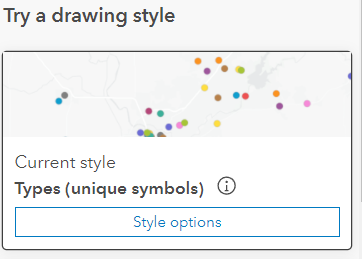 Try a drawing style
Current style
Types (unique symbols)
Style options